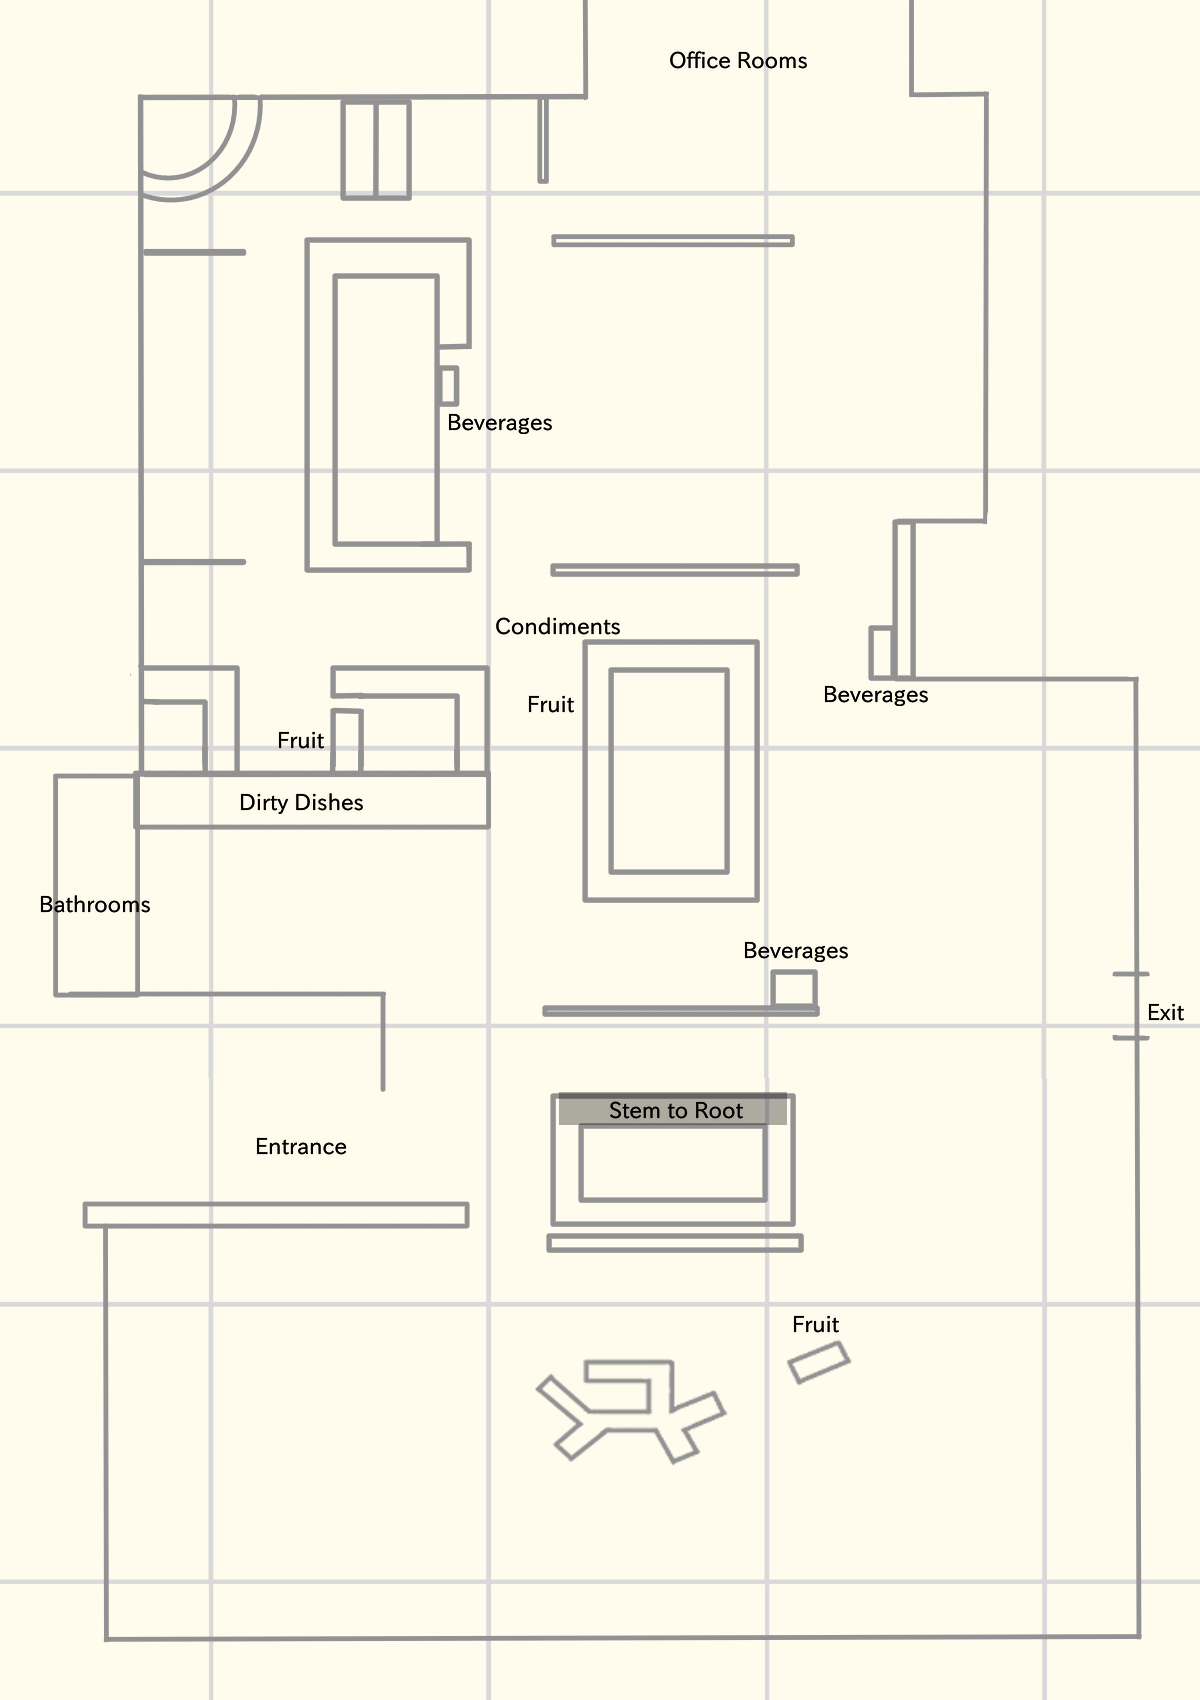 Office Rooms
Beverages
Condiments
Beverages
Fruit
Fruit
Dirty Dishes
Bathrooms
Beverages
Exit
Stem to Root
Entrance
Fruit